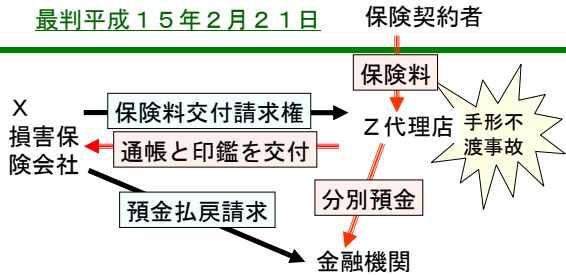 最判平成１５年２月２１日
保険契約者
保険料
X
損害保
険会社
保険料交付請求権
Z代理店
手形不
渡事故
通帳と印鑑を交付
分別預金
預金払戻請求
金融機関